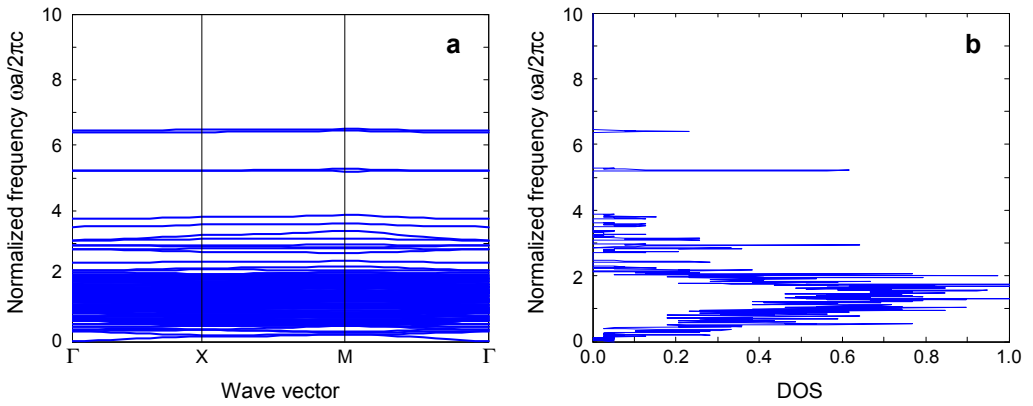 a
Normalized frequency ωa/2πc
10
8
6
4
2
0
Γ X M Γ
Wave vector
b
Normalized frequency ωa/2πc
10
8
6
4
2
0
0.0 0.2 0.4 0.6 0.8 1.0
DOS